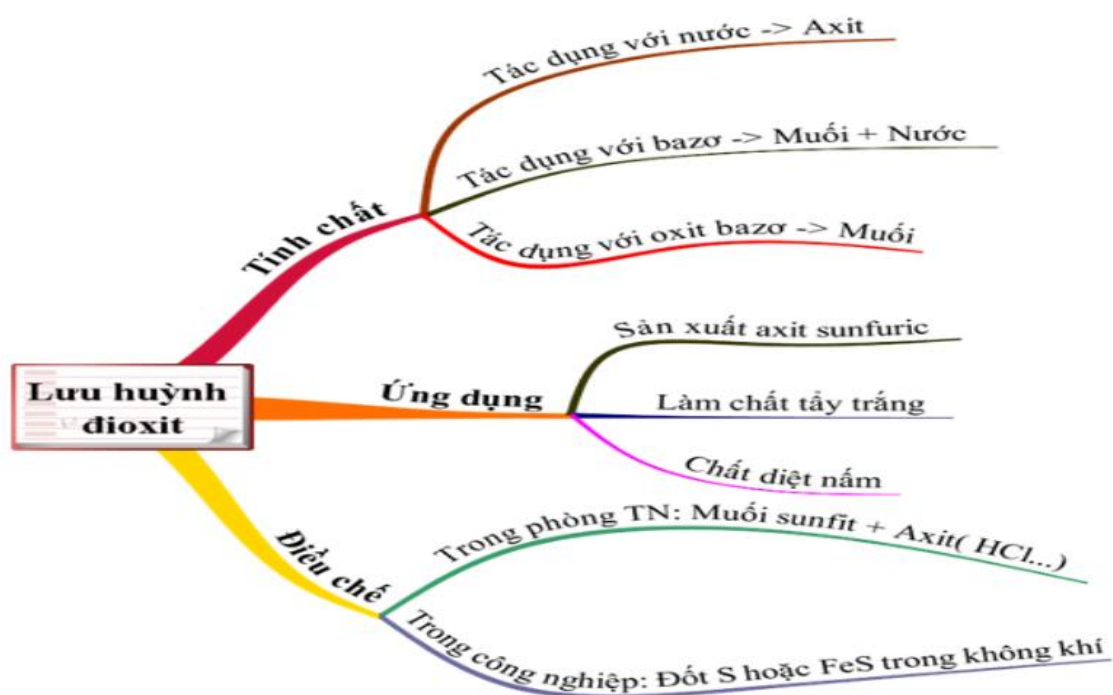 Lưu huỳnh
đioxit
Tính chất
Tác dụng với nước -> Axit
Tác dụng với bazơ -> Muối + Nước
Tác dụng với oxit bazơ -> Muối
Ứng dụng
Sản xuất axit sunfuric
Làm chất tẩy trắng
Chất diệt nấm
Điều chế
Trong phòng TN: Muối sunfit + Axit( HCl...)
Trong công nghiệp: Đốt S hoặc FeS trong không khí